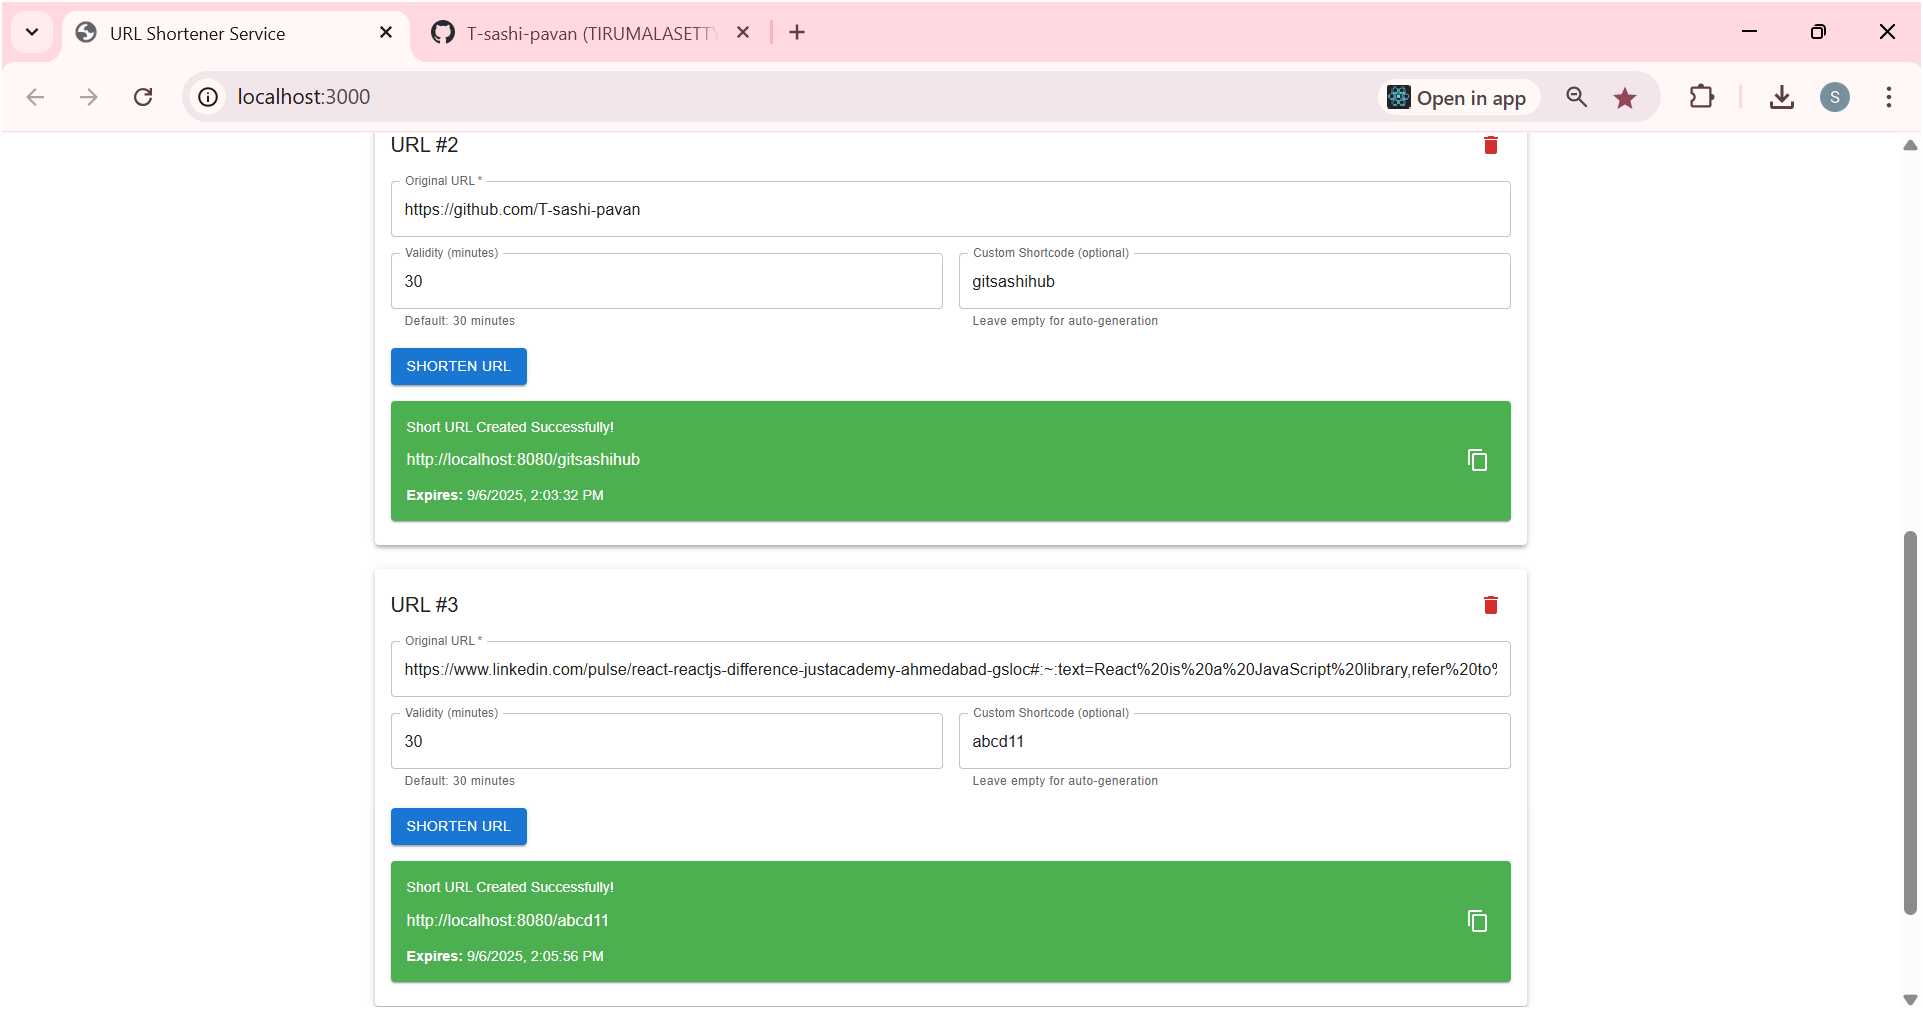 URL Shortener Service
T-sashi-pavan (TIRUMALASETTY
localhost:3000
Open in app
S
URL #2
Original URL *
https://github.com/T-sashi-pavan
Validity (minutes)
Custom Shortcode (optional)
30
gitsashihub
Default: 30 minutes
Leave empty for auto-generation
SHORTEN URL
Short URL Created Successfully!
http://localhost:8080/gitsashihub
Expires: 9/6/2025, 2:03:32 PM
URL #3
Original URL *
https://www.linkedin.com/pulse/react-reactjs-difference-justacademy-ahmedabad-gsloc#:~:text=React%20is%20a%20JavaScript%20library,refer%20to%
Validity (minutes)
Custom Shortcode (optional)
30
abcd11
Default: 30 minutes
Leave empty for auto-generation
SHORTEN URL
Short URL Created Successfully!
http://localhost:8080/abcd11
Expires: 9/6/2025, 2:05:56 PM